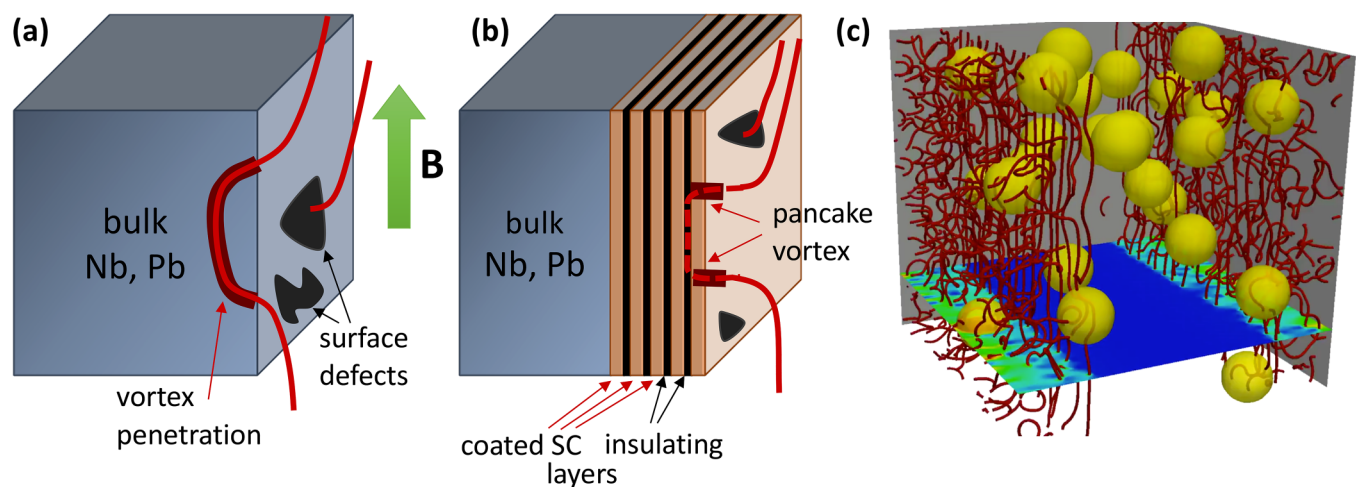 (a)
B
bulk
Nb, Pb
surface
defects
vortex
penetration
(b)
bulk
Nb, Pb
pancake
vortex
coated SC insulating
layers
(c)